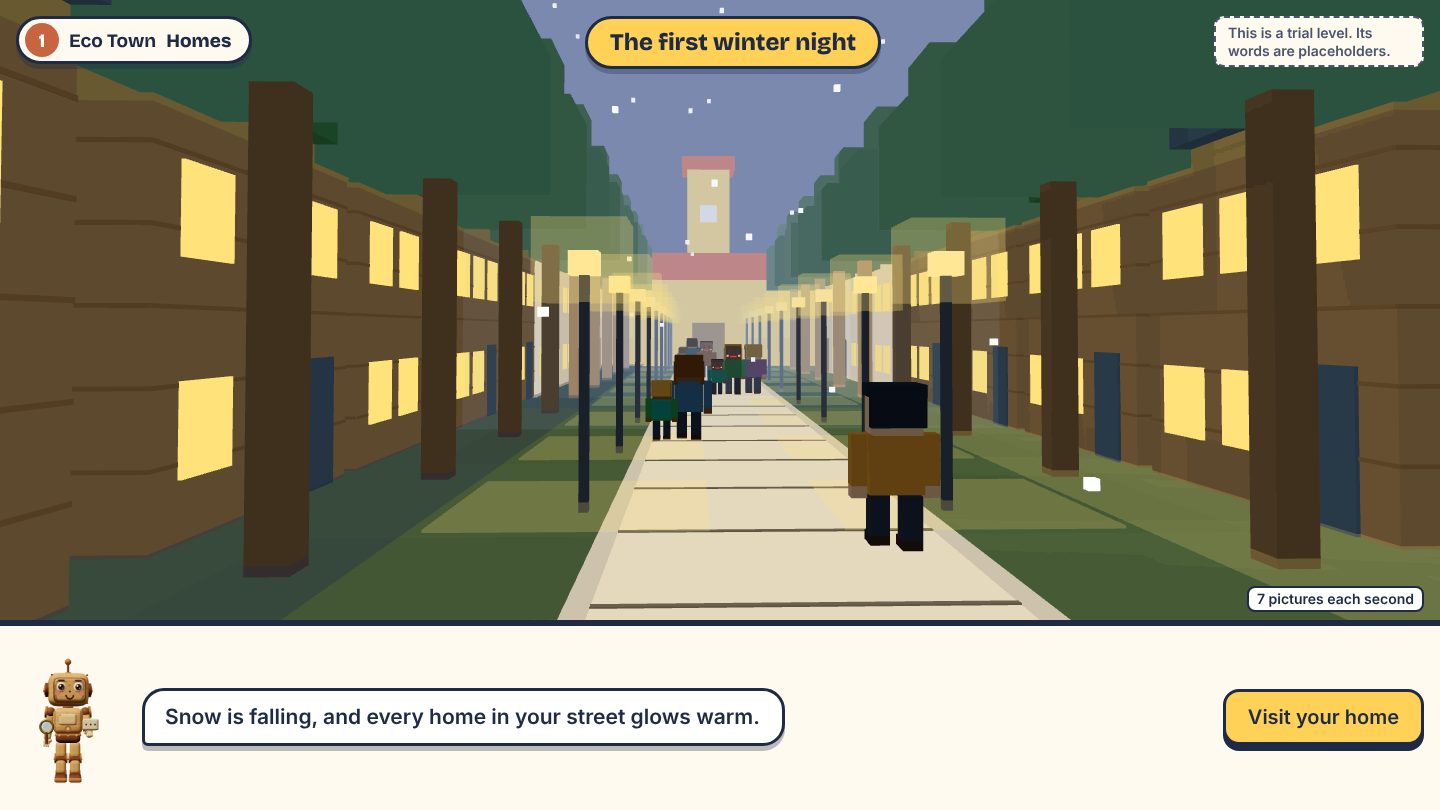 1 Eco Town Homes
The first winter night
This is a trial level. Its
words are placeholders.
7 pictures each second
Snow is falling, and every home in your street glows warm.
Visit your home